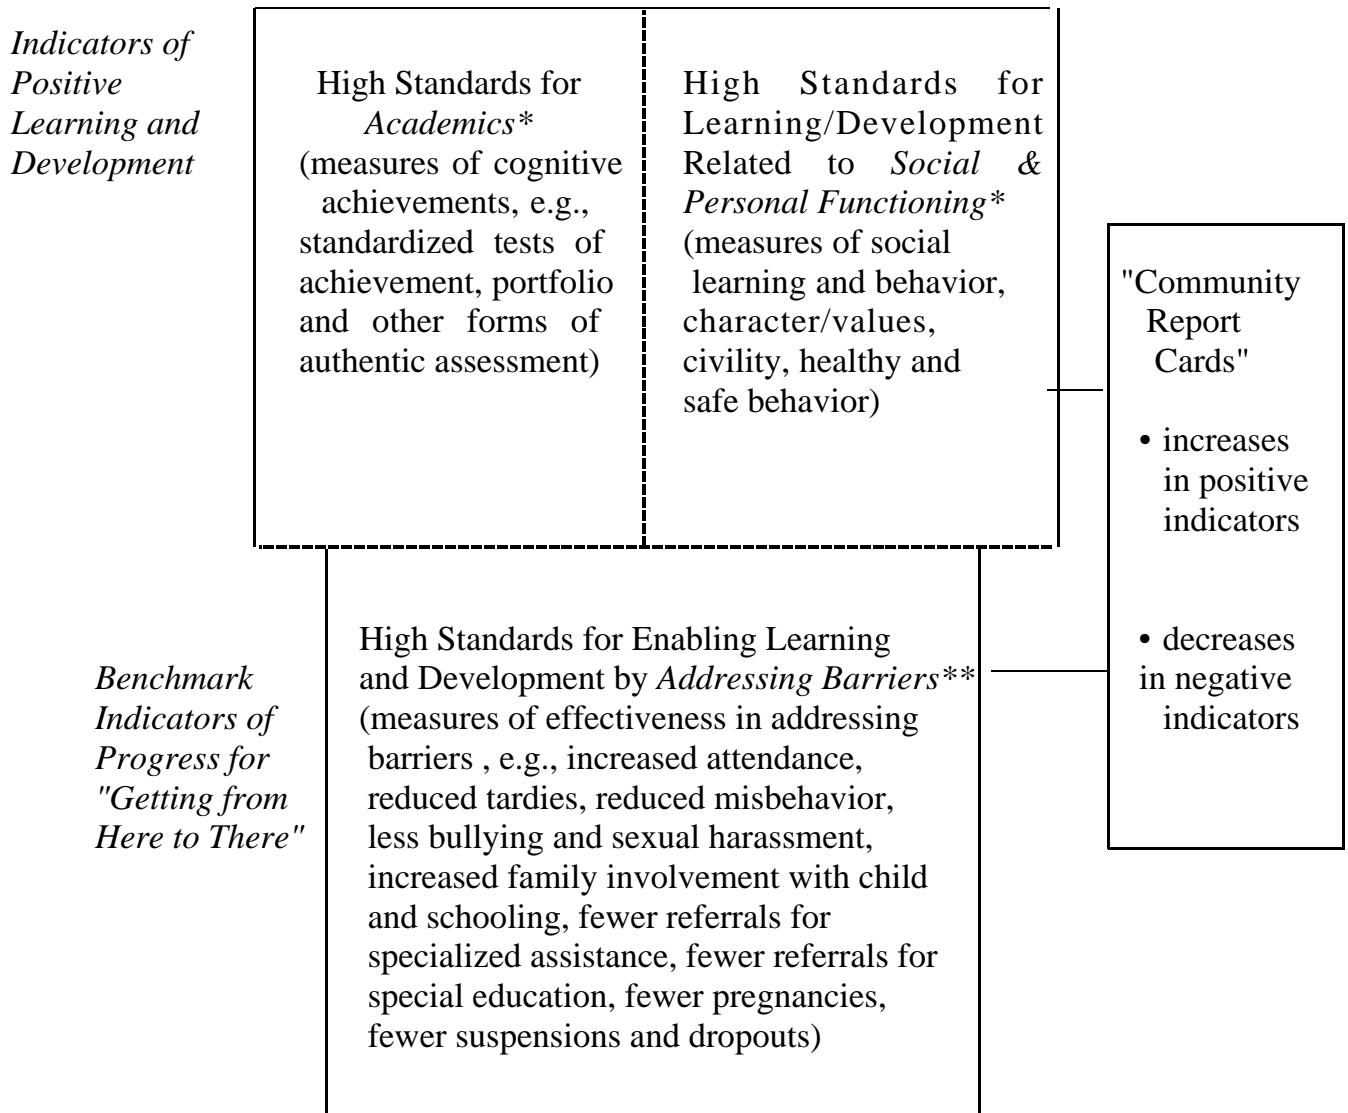 Indicators of
Positive
Learning and
Development
High Standards for
Academics*
(measures of cognitive
achievements, e.g.,
standardized tests of
achievement, portfolio
and other forms of
authentic assessment)
High Standards for
Learning/Development
Related to Social &
Personal Functioning*
(measures of social
learning and behavior,
character/values,
civility, healthy and
safe behavior)
"Community
Report
Cards"
• increases
in positive
indicators
• decreases
in negative
indicators
Benchmark
Indicators of
Progress for
"Getting from
Here to There"
High Standards for Enabling Learning
and Development by Addressing Barriers**
(measures of effectiveness in addressing
barriers , e.g., increased attendance,
reduced tardies, reduced misbehavior,
less bullying and sexual harassment,
increased family involvement with child
and schooling, fewer referrals for
specialized assistance, fewer referrals for
special education, fewer pregnancies,
fewer suspensions and dropouts)